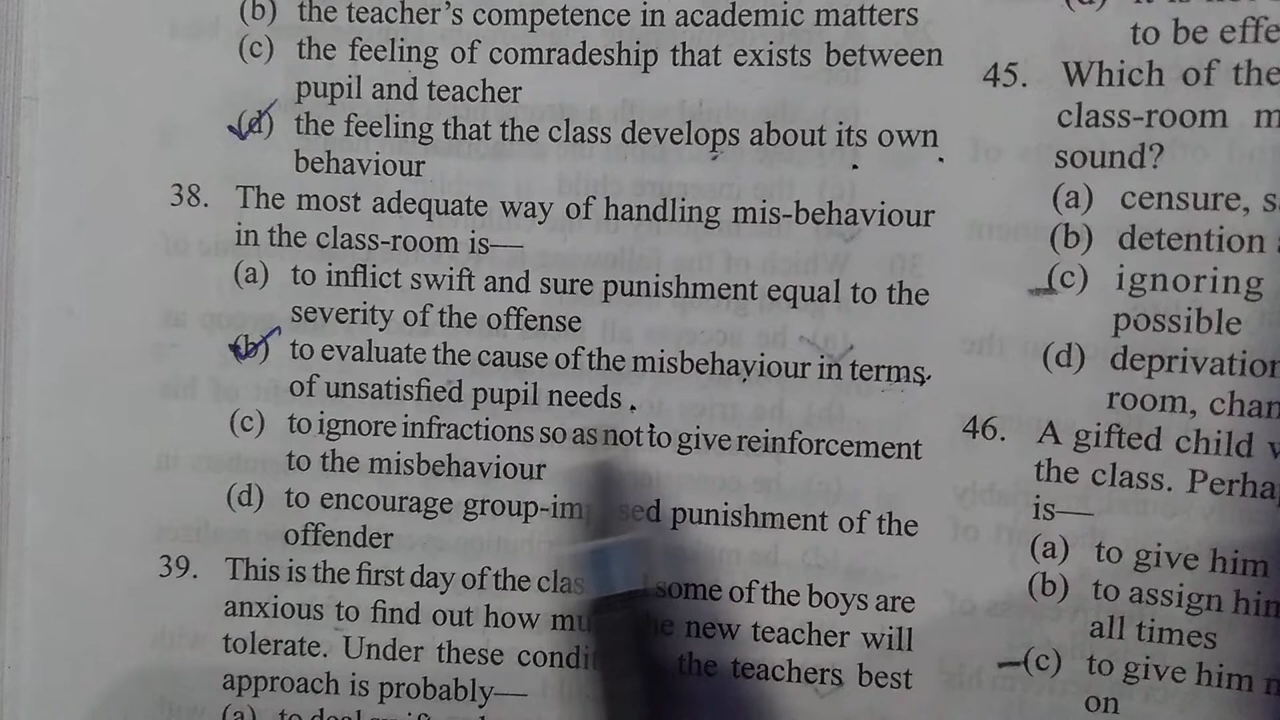 (b) the teacher's competence in academic matters
(c) the feeling of comradeship that exists between
pupil and teacher
(d) the feeling that the class develops about its own
behaviour
38. The most adequate way of handling mis-behaviour
in the class-room is—
(a) to inflict swift and sure punishment equal to the
severity of the offense
(b) to evaluate the cause of the misbehaviour in terms
of unsatisfied pupil needs.
(c) to ignore infractions so as not to give reinforcement
to the misbehaviour
(d) to encourage group-im sed punishment of the
offender
39. This is the first day of the clas some of the boys are
anxious to find out how mu new teacher will
tolerate. Under these condit the teachers best
approach is probably—
(a) to deal
to be effe
45. Which of the
class-room m
sound?
(a) censure, s
(b) detention
(c) ignoring
possible
(d) deprivation
room, chan
46. A gifted child
the class. Perha
is—
(a) to give him
(b) to assign him
all times
(c) to give him
on